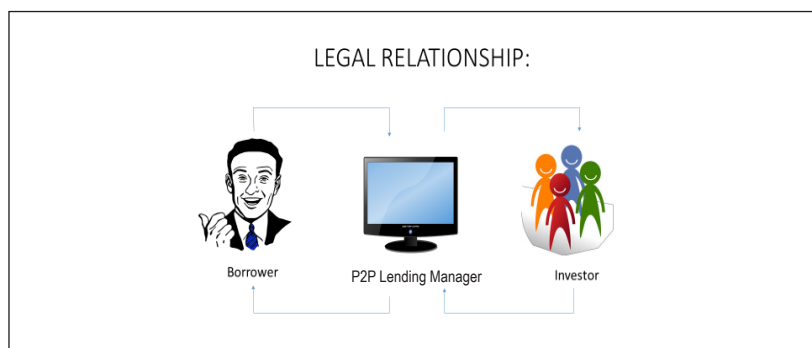 LEGAL RELATIONSHIP:
Borrower
P2P Lending Manager
Investor